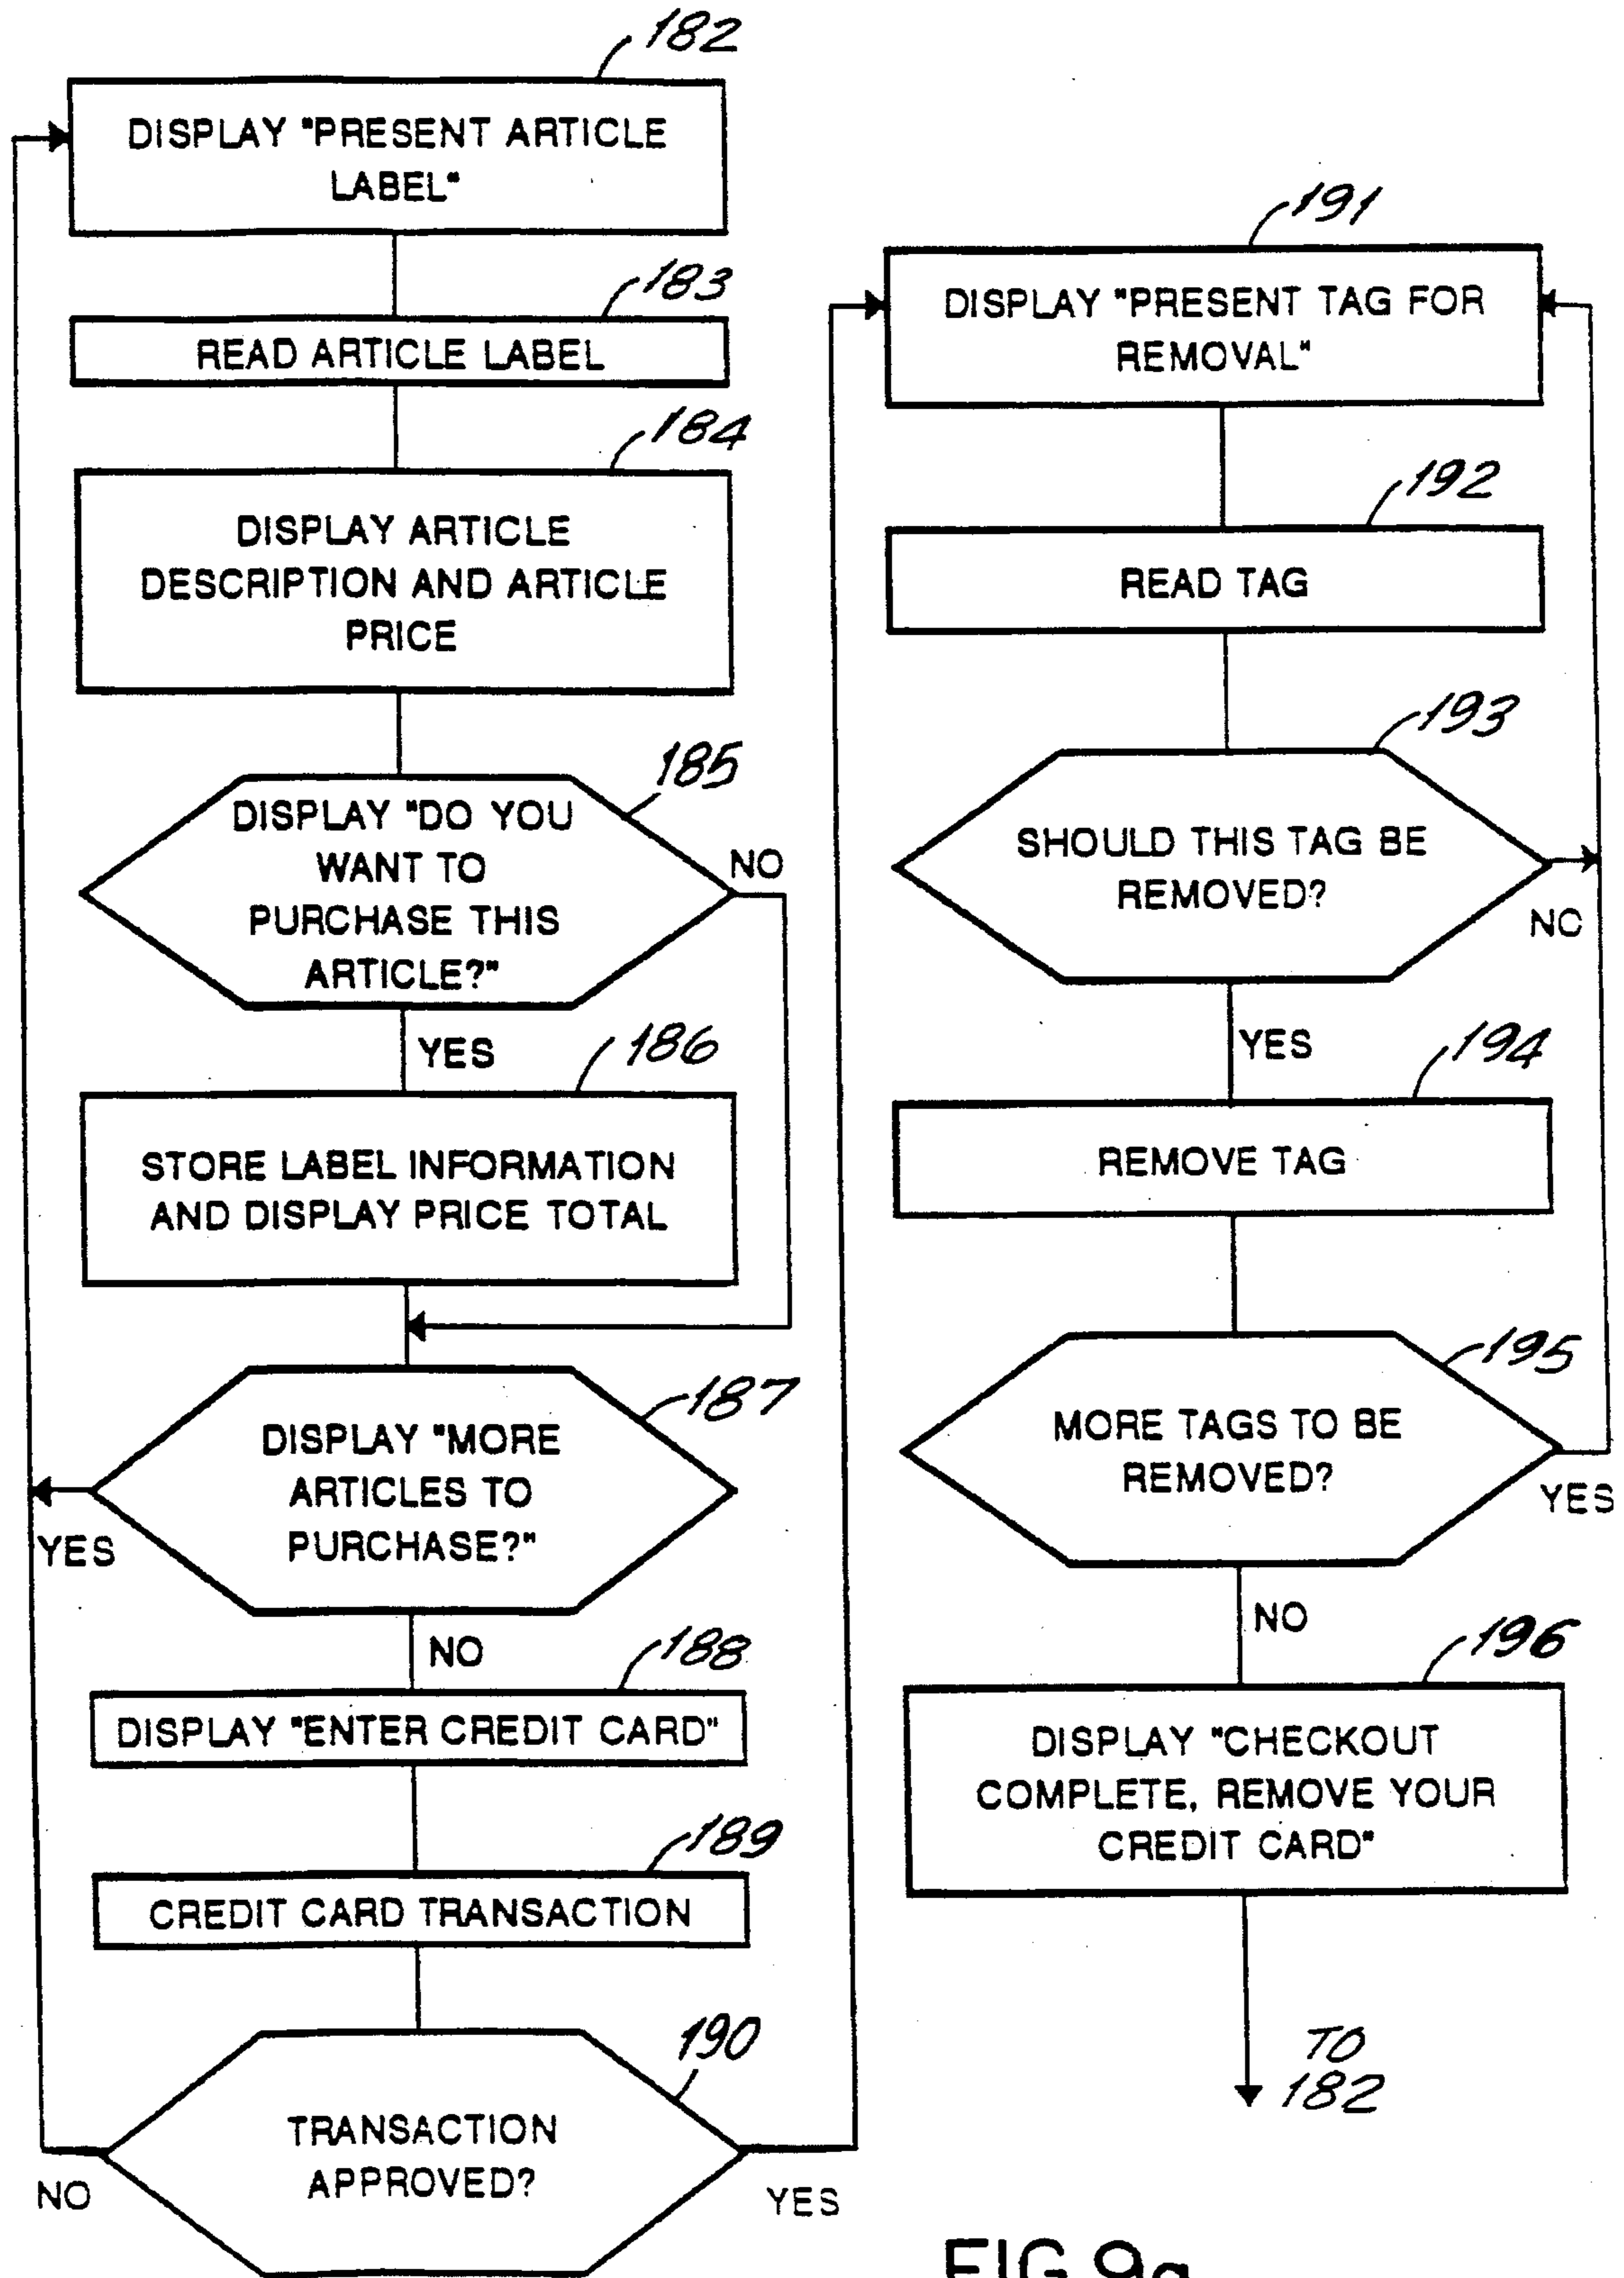 182
DISPLAY "PRESENT ARTICLE
LABEL"
183
READ ARTICLE LABEL
184
DISPLAY ARTICLE
DESCRIPTION AND ARTICLE
PRICE
185
DISPLAY "DO YOU
WANT TO
PURCHASE THIS
ARTICLE?"
NO
YES
186
STORE LABEL INFORMATION
AND DISPLAY PRICE TOTAL
187
DISPLAY "MORE
ARTICLES TO
PURCHASE?"
YES
NO
188
DISPLAY "ENTER CREDIT CARD"
189
CREDIT CARD TRANSACTION
190
TRANSACTION
APPROVED?
NO
YES
191
DISPLAY "PRESENT TAG FOR
REMOVAL"
192
READ TAG
193
SHOULD THIS TAG BE
REMOVED?
NO
YES
194
REMOVE TAG
195
MORE TAGS TO BE
REMOVED?
YES
NO
196
DISPLAY "CHECKOUT
COMPLETE, REMOVE YOUR
CREDIT CARD"
TO
182
FIG.9a